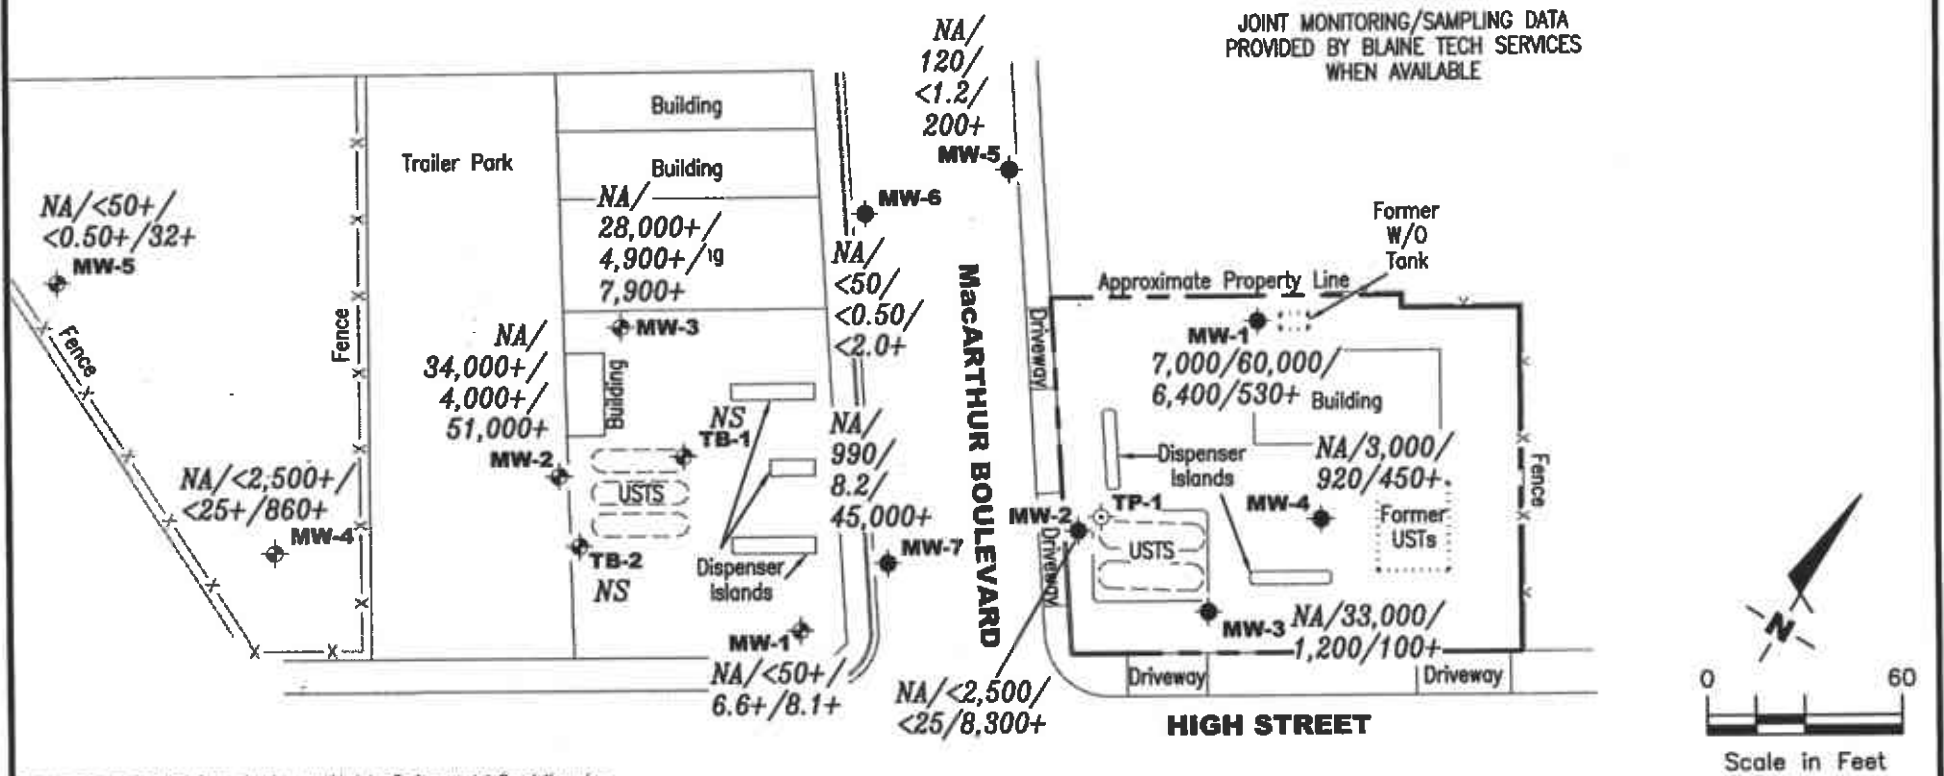 JOINT MONITORING/SAMPLING DATA
PROVIDED BY BLAINE TECH SERVICES
WHEN AVAILABLE
NA/
120/
<1.2/
200+
MW-5
Building
Trailer Park
Building
NA/
28,000+/
4,900+/
7,900+
MW-3
MW-6
NA/
<50/
<0.50/
<2.0+
NA/<50+/
<0.50+/32+
MW-5
Fence
Fence
NA/<2,500+/
<25+/860+
MW-4
NA/
34,000+/
4,000+/
51,000+
MW-2
Building
NS
TB-1
USTS
TB-2
NS
Dispenser
Islands
NA/
990/
8.2/
45,000+
MW-7
MW-1
NA/<50+/
6.6+/8.1+
MacARTHUR BOULEVARD
Former
W/O
Tank
Approximate Property Line
Driveway
MW-1
7,000/60,000/
6,400/530+
Building
Dispenser
Islands
NA/3,000/
920/450+
MW-4
Former
USTs
Fence
TP-1
MW-2
USTS
Driveway
MW-3
NA/33,000/
1,200/100+
NA/<2,500/
<25/8,300+
Driveway
Driveway
HIGH STREET
N
0 60
Scale in Feet